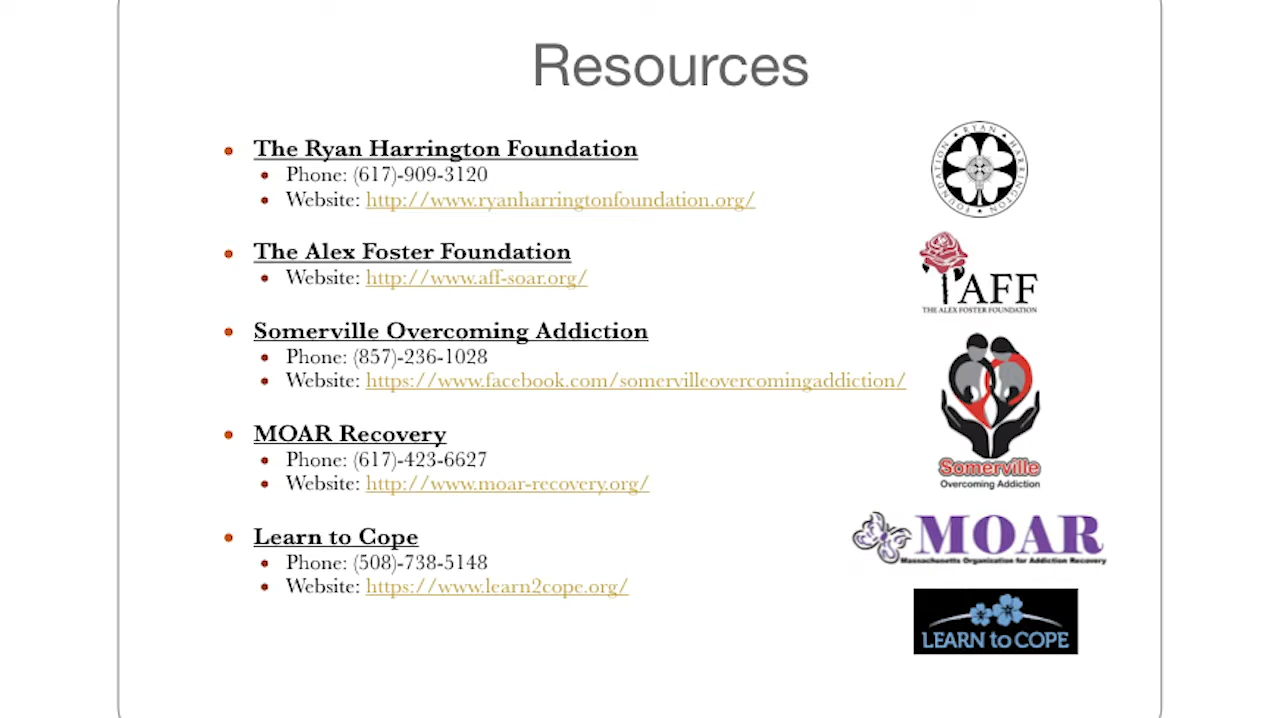 Resources
The Ryan Harrington Foundation
Phone: (617)-909-3120
Website: http://www.ryanharringtonfoundation.org/
The Alex Foster Foundation
Website: http://www.aff-soar.org/
Somerville Overcoming Addiction
Phone: (857)-236-1028
Website: https://www.facebook.com/somervilleovercomingaddiction/
MOAR Recovery
Phone: (617)-423-6627
Website: http://www.moar-recovery.org/
Learn to Cope
Phone: (508)-738-5148
Website: https://www.learn2cope.org/
RYAN HARRINGTON FOUNDATION
AFF
THE ALEX FOSTER FOUNDATION
Somerville
Overcoming Addiction
MOAR
Massachusetts Organization for Addiction Recovery
LEARN to COPE